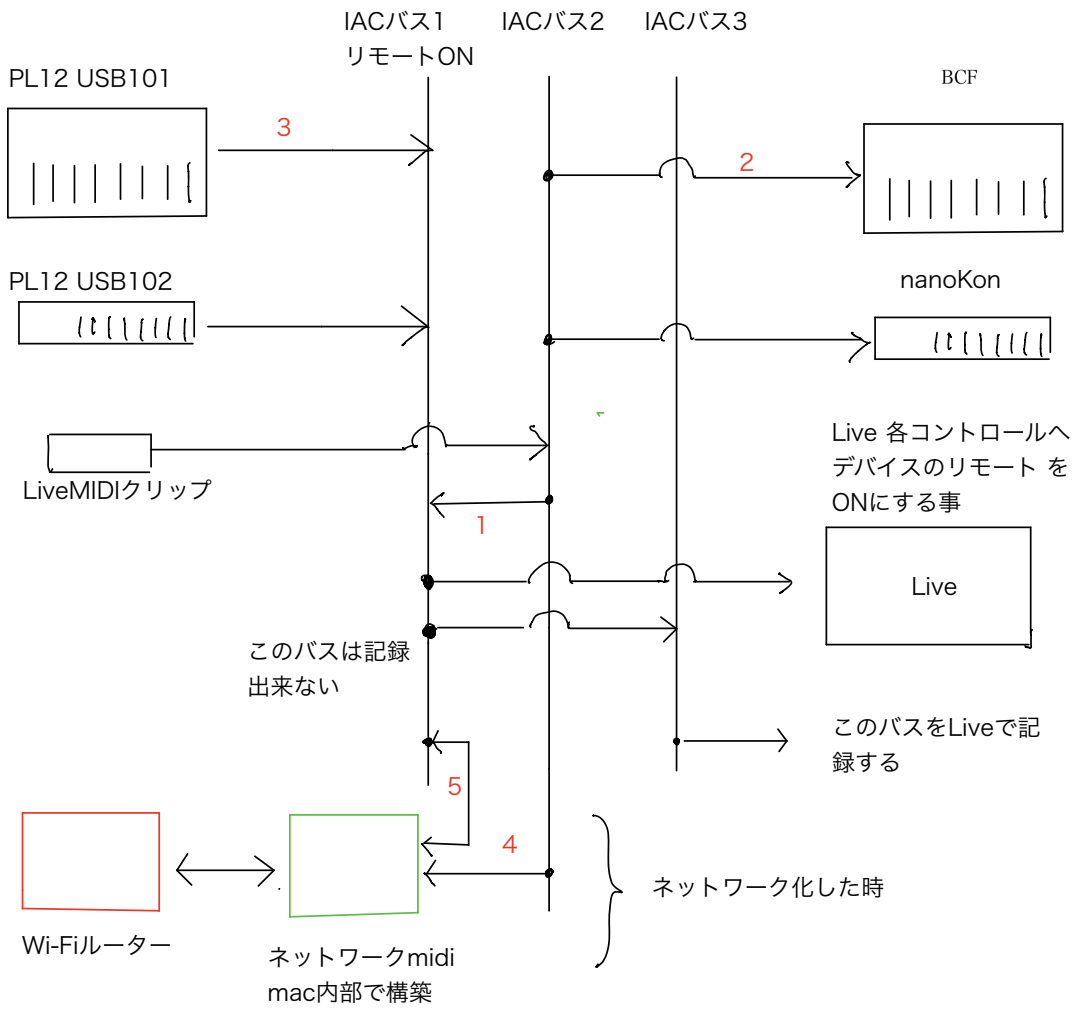 IACバス1
リモートON
IACバス2
IACバス3
PL12 USB101
3
BCF
2
PL12 USB102
nanoKon
LiveMIDIクリップ
1
Live 各コントロールへ
デバイスのリモート を
ONにする事
Live
このバスは記録
出来ない
このバスをLiveで記
録する
5
4
ネットワーク化した時
Wi-Fiルーター
ネットワークmidi
mac内部で構築